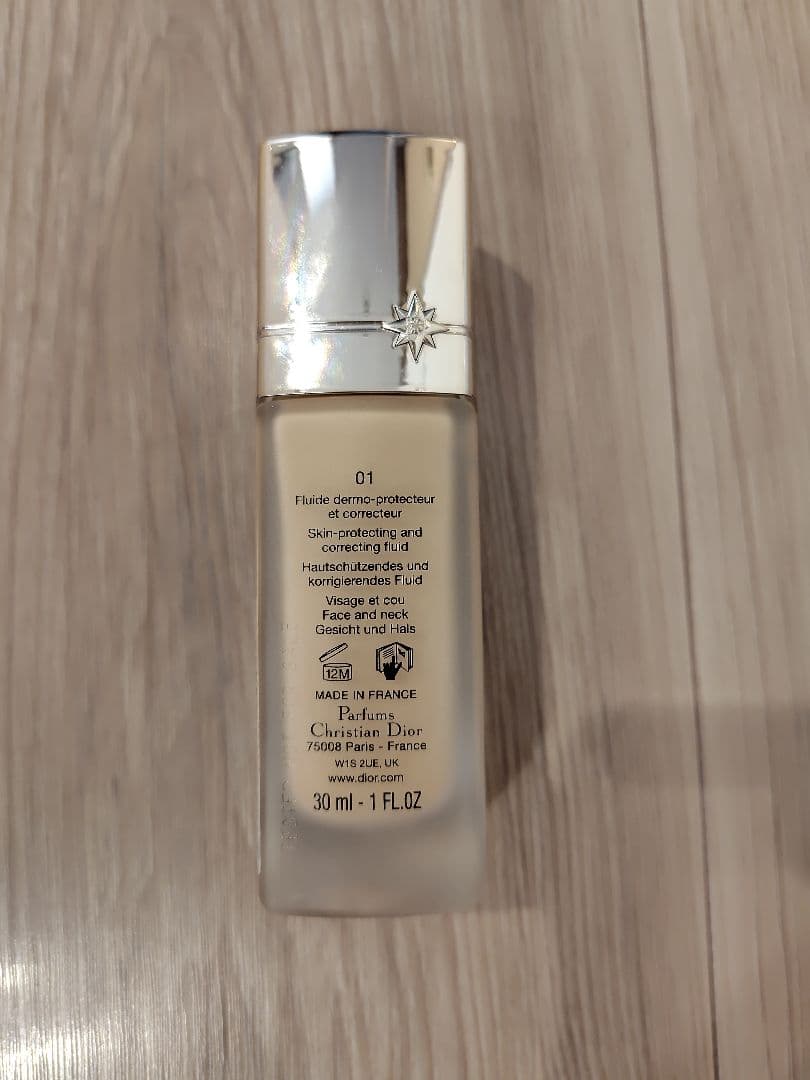 01
Fluide dermo-protecteur
et correcteur
Skin-protecting and
correcting fluid
Hautschützendes und
korrigierendes Fluid
Visage et cou
Face and neck
Gesicht und Hals
12M
MADE IN FRANCE
Parfums
Christian Dior
75008 Paris - France
W1S 2UE, UK
www.dior.com
30 ml - 1 FL.OZ